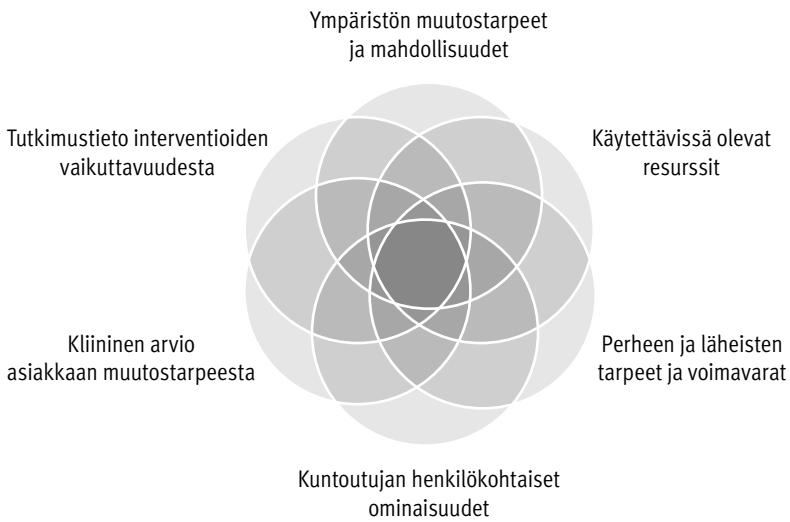 Ympäristön muutostarpeet
ja mahdollisuudet
Tutkimustieto interventioiden
vaikuttavuudesta
Käytettävissä olevat
resurssit
Kliininen arvio
asiakkaan muutostarpeesta
Perheen ja läheisten
tarpeet ja voimavarat
Kuntoutujan henkilökohtaiset
ominaisuudet